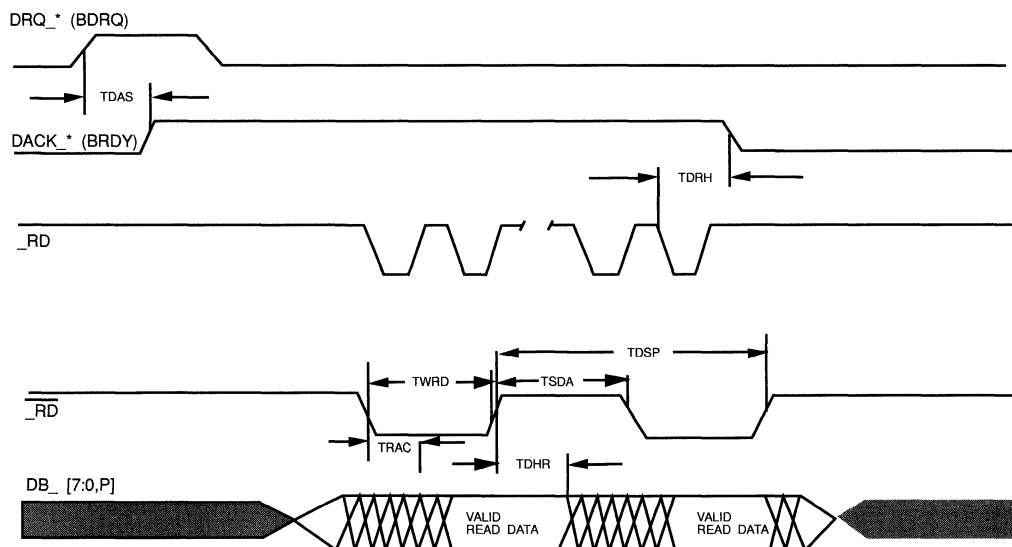 DRQ_* (BDRQ)
TDAS
DACK_* (BRDY)
TDRH
_RD
TDSP
TWRD
TSDA
_RD
TRAC
TDHR
DB_ [7:0,P]
VALID
READ DATA
VALID
READ DATA